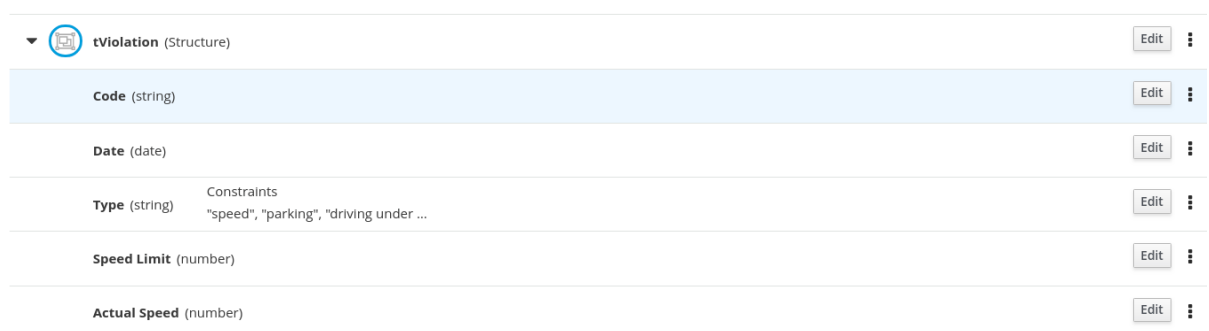 tViolation (Structure) Edit
Code (string) Edit
Date (date) Edit
Constraints
Type (string) "speed", "parking", "driving under ... Edit
Speed Limit (number) Edit
Actual Speed (number) Edit